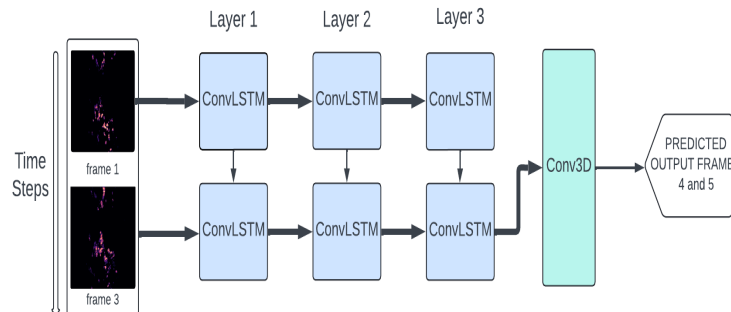 Layer 1
Layer 2
Layer 3
Time
Steps
frame 1
frame 3
ConvLSTM
ConvLSTM
ConvLSTM
ConvLSTM
ConvLSTM
ConvLSTM
Conv3D
PREDICTED
OUTPUT FRAME
4 and 5